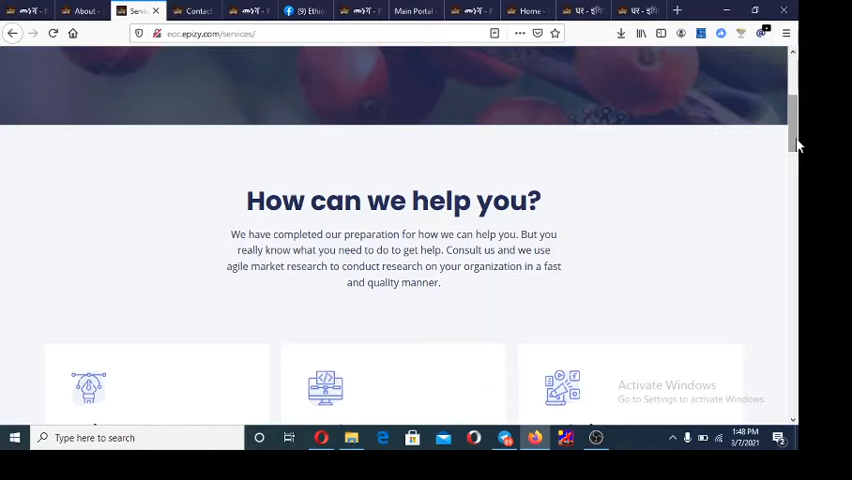 About -
Serv
Contact
(9) Ethio
Main Portal -
Home -
eoc.epizy.com/services/
How can we help you?
We have completed our preparation for how we can help you. But you
really know what you need to do to get help. Consult us and we use
agile market research to conduct research on your organization in a fast
and quality manner.
Activate Windows
Go to Settings to activate Windows.
Type here to search
1:48 PM
3/7/2021